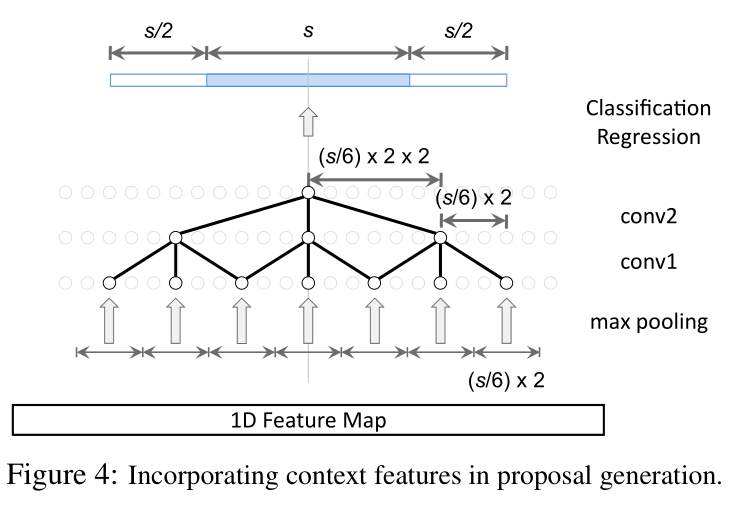 s/2 s s/2
Classification
Regression
(s/6) x 2 x 2
(s/6) x 2
conv2
conv1
max pooling
(s/6) x 2
1D Feature Map
Figure 4: Incorporating context features in proposal generation.